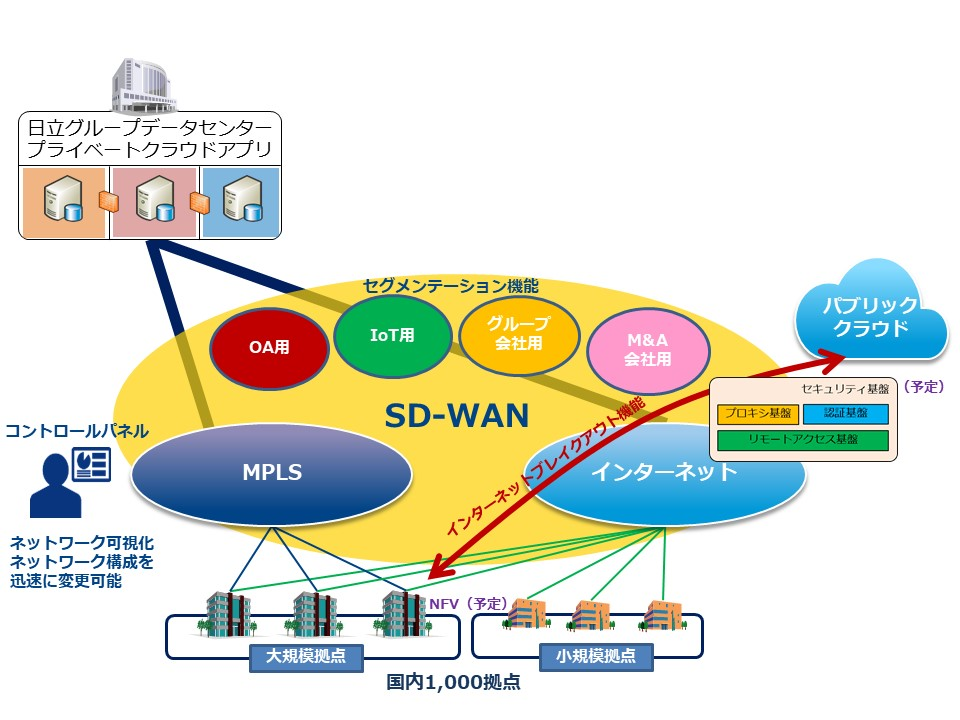 日立グループデータセンター
プライベートクラウドアプリ
セグメンテーション機能
OA用
IoT用
グループ
会社用
M&A
会社用
パブリック
クラウド
セキュリティ基盤
(予定)
プロキシ基盤
認証基盤
リモートアクセス基盤
SD-WAN
インターネットブレイクアウト機能
コントロールパネル
MPLS
インターネット
ネットワーク可視化
ネットワーク構成を
迅速に変更可能
NFV（予定）
大規模拠点
小規模拠点
国内1,000拠点